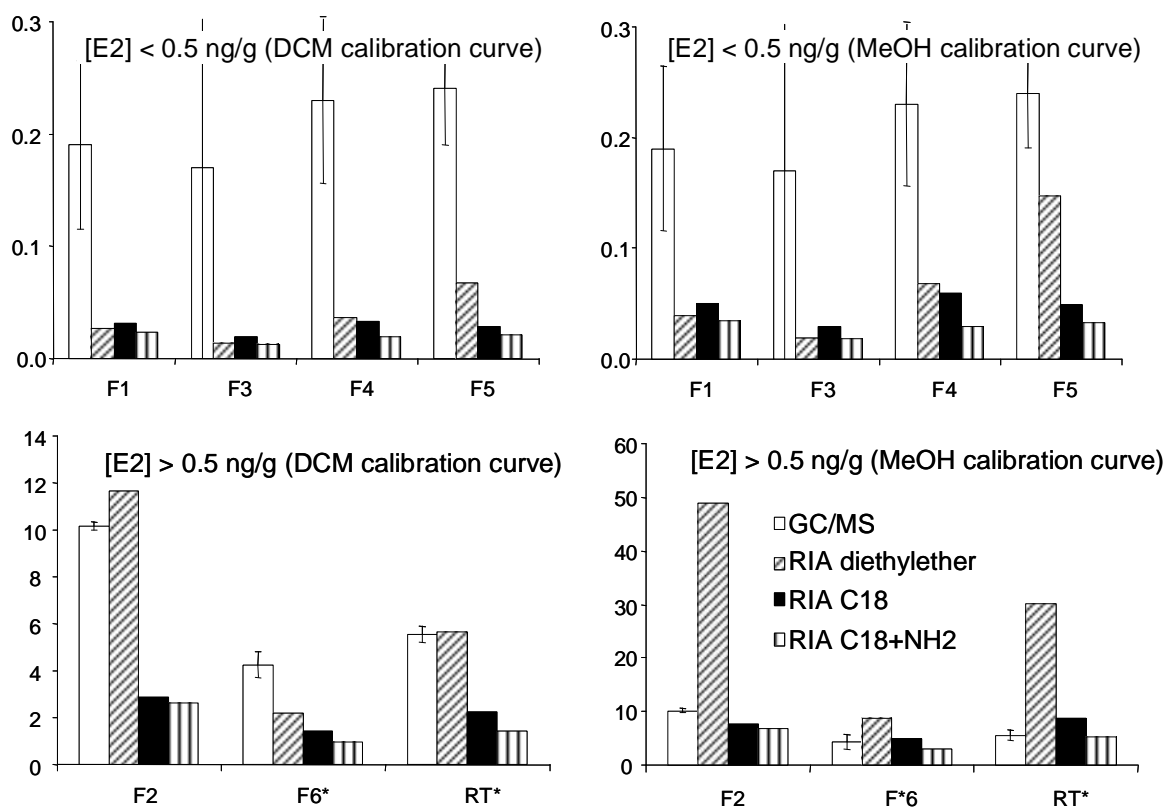 [E2] < 0.5 ng/g (DCM calibration curve)
0.3
0.2
0.1
0.0
F1 F3 F4 F5
[E2] < 0.5 ng/g (MeOH calibration curve)
0.3
0.2
0.1
0.0
F1 F3 F4 F5
[E2] > 0.5 ng/g (DCM calibration curve)
14
12
10
8
6
4
2
0
F2 F6* RT*
[E2] > 0.5 ng/g (MeOH calibration curve)
60
50
40
30
20
10
0
GC/MS
RIA diethylether
RIA C18
RIA C18+NH2
F2 F*6 RT*